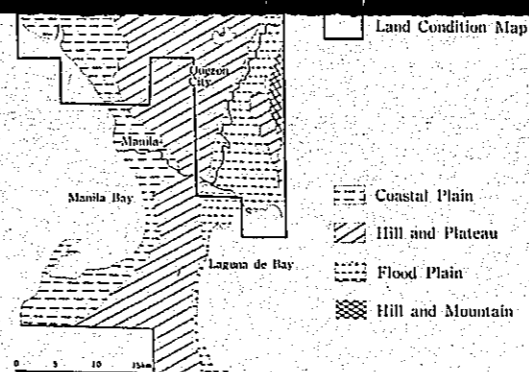 Land Condition Map
Quezon
City
Manila
Manila Bay
Coastal Plain
Hill and Plateau
Laguna de Bay
Flood Plain
Hill and Mountain
0 5 10 15km